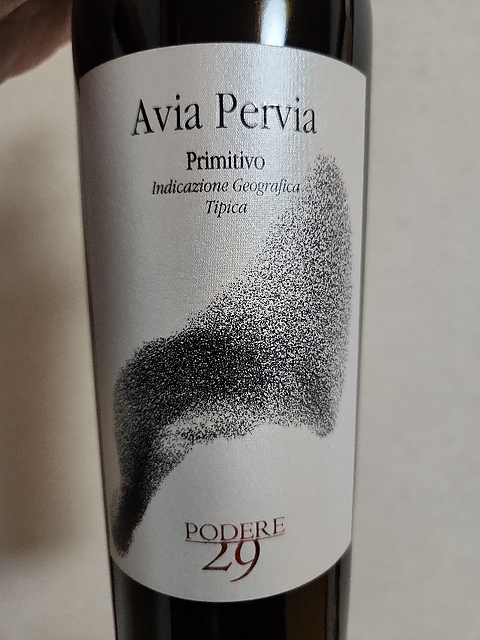 Avia Pervia
Primitivo
Indicazione Geografica
Tipica
PODERE
29